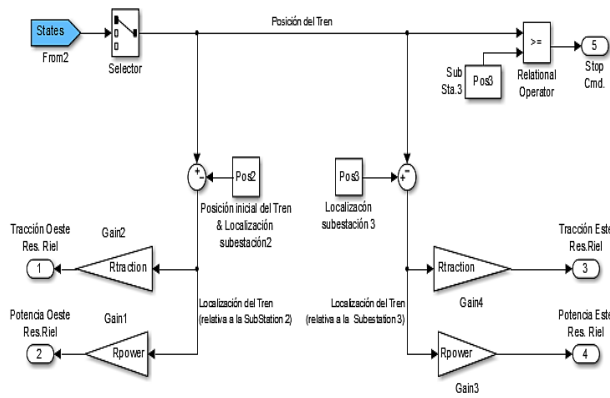 States
From2
Selector
Posición del Tren
Sub
Sta.3
Pos3
>=
Relational
Operator
5
Stop
Cmd.
Pos2
Posición inicial del Tren
& Localización
subestación2
Pos3
Localizacón
subestación 3
Tracción Oeste
Res. Riel
1
Gain2
Rtraction
Potencia Oeste
Res.Riel
2
Gain1
Rpower
Localización del Tren
(relativa a la SubStation 2)
Localización del Tren
(relativa a la Subestation 3)
Rtraction
Gain4
Tracción Este
Res.Riel
3
Rpower
Gain3
Potencia Este
Res. Riel
4